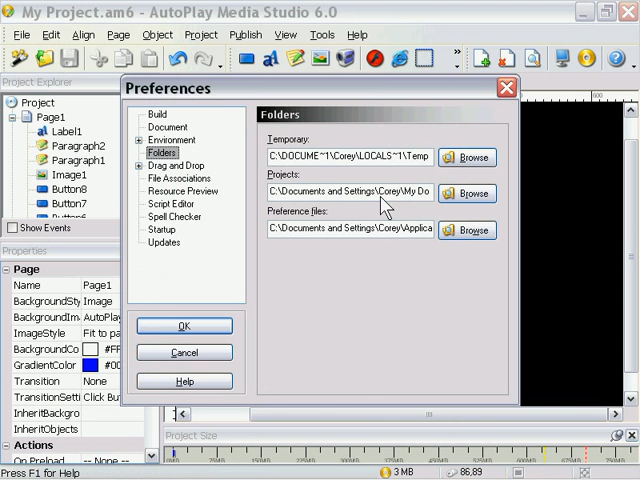 My Project.am6 - AutoPlay Media Studio 6.0
File Edit Align Page Object Project Publish View Tools Help
Project Explorer
Project
Page1
Label1
Paragraph2
Paragraph1
Image1
Button8
Button7
Show Events
Properties
Page
Name Page1
BackgroundSty Image
BackgroundIma AutoPlay
ImageStyle Fit to pa
BackgroundCo #FF
GradientColor #00
Transition None
TransitionSetti Click But
InheritBackgro
InheritObjects
Actions
On Preload -- None --
Preferences
Build
Document
Environment
Folders
Drag and Drop
File Associations
Resource Preview
Script Editor
Spell Checker
Startup
Updates
OK
Cancel
Help
Folders
Temporary:
C:\DOCUME~1\Corey\LOCALS~1\Temp Browse
Projects:
C:\Documents and Settings\Corey\My Do Browse
Preference files:
C:\Documents and Settings\Corey\Applica Browse
600
Project Size
Press F1 for Help
3 MB
86,89